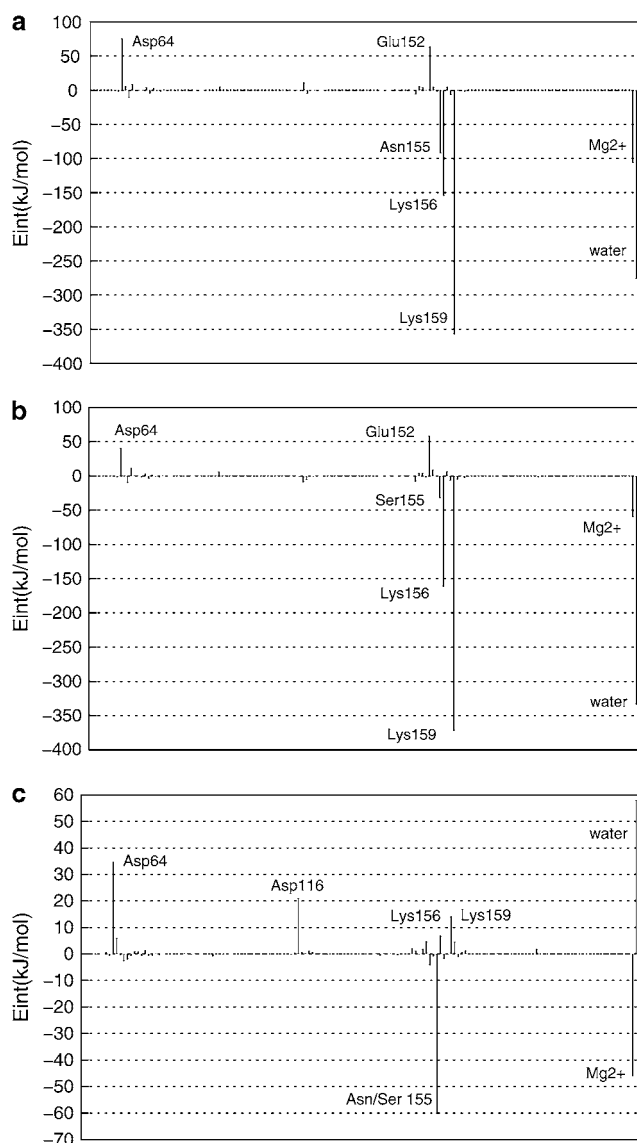 a
Eint(kJ/mol)
100
50
0
−50
−100
−150
−200
−250
−300
−350
−400
Asp64
Glu152
Asn155
Lys156
Lys159
Mg2+
water
b
Eint(kJ/mol)
100
50
0
−50
−100
−150
−200
−250
−300
−350
−400
Asp64
Glu152
Ser155
Lys156
Lys159
Mg2+
water
c
Eint(kJ/mol)
60
50
40
30
20
10
0
−10
−20
−30
−40
−50
−60
−70
water
Asp64
Asp116
Lys156
Lys159
Asn/Ser 155
Mg2+